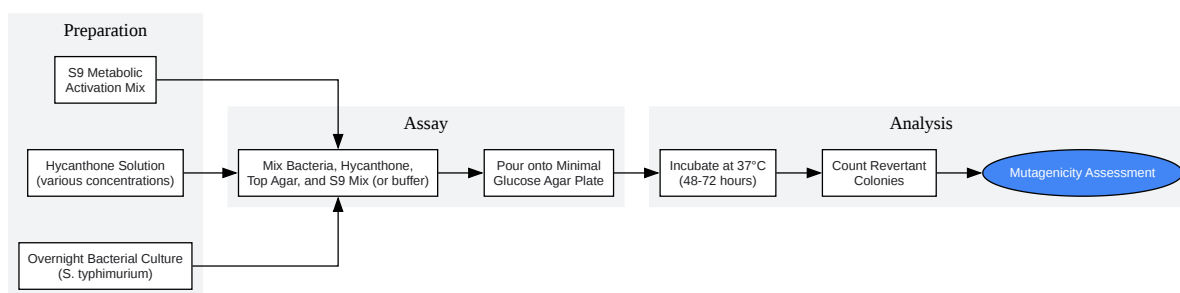 Preparation
S9 Metabolic
Activation Mix
Hycanthone Solution
(various concentrations)
Overnight Bacterial Culture
(S. typhimurium)
Assay
Mix Bacteria, Hycanthone,
Top Agar, and S9 Mix (or buffer)
Pour onto Minimal
Glucose Agar Plate
Analysis
Incubate at 37°C
(48-72 hours)
Count Revertant
Colonies
Mutagenicity Assessment